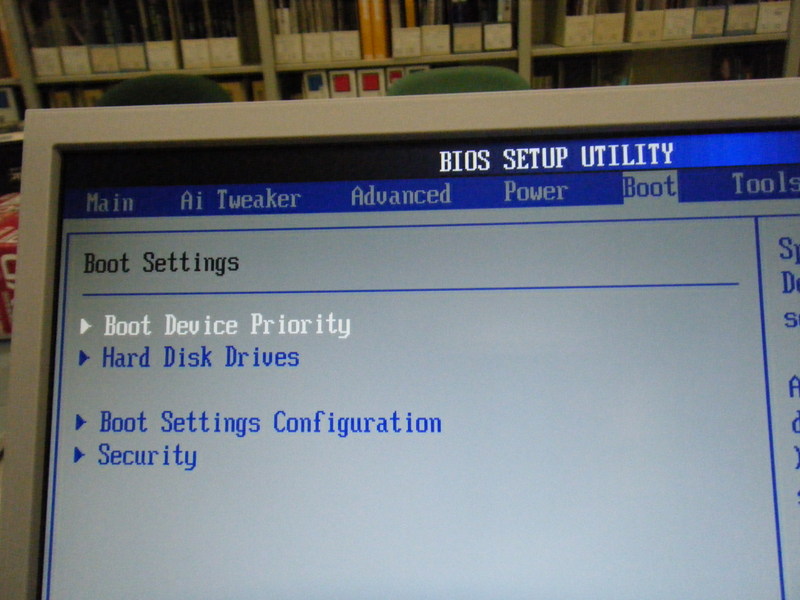 BIOS SETUP UTILITY
Main Ai Tweaker Advanced Power Boot Tools
Boot Settings
Boot Device Priority
Hard Disk Drives
Boot Settings Configuration
Security